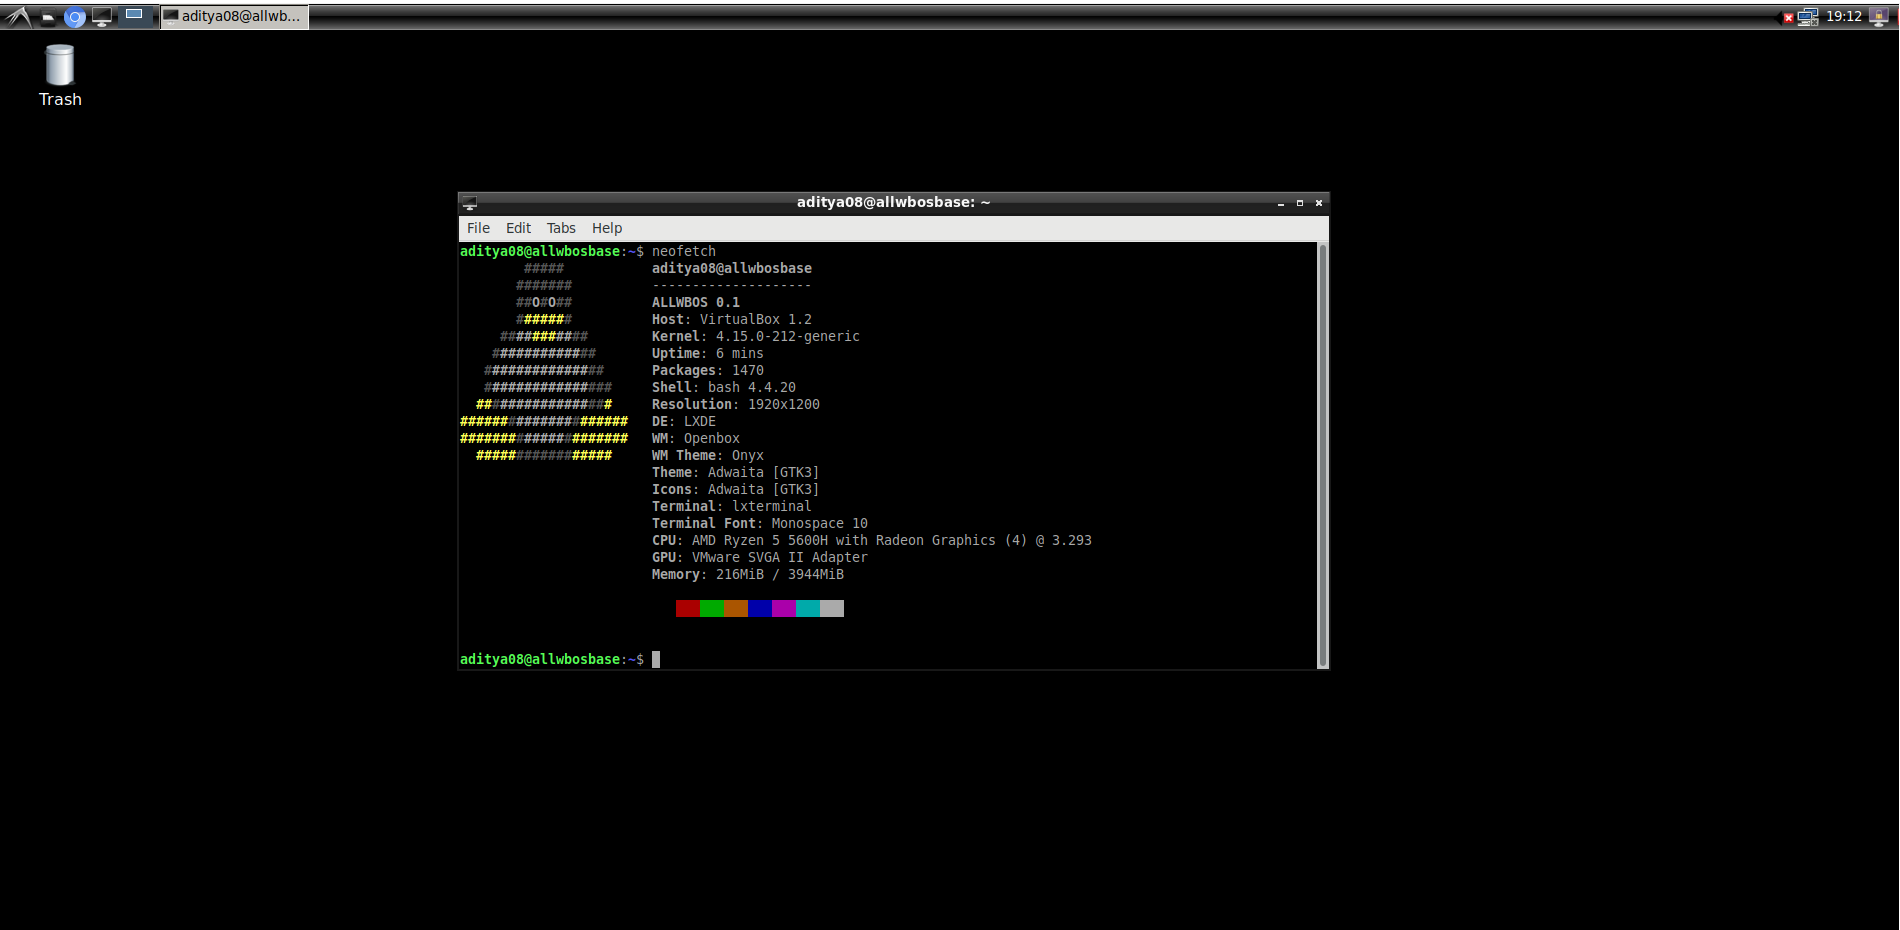 aditya08@allwb...
19:12
Trash
aditya08@allwbosbase: ~
File Edit Tabs Help
aditya08@allwbosbase:~$ neofetch
##### aditya08@allwbosbase
####### --------------------
##O#O## ALLWBOS 0.1
####### Host: VirtualBox 1.2
########### Kernel: 4.15.0-212-generic
############# Uptime: 6 mins
############### Packages: 1470
################ Shell: bash 4.4.20
################# Resolution: 1920x1200
##################### DE: LXDE
##################### WM: Openbox
################# WM Theme: Onyx
Theme: Adwaita [GTK3]
Icons: Adwaita [GTK3]
Terminal: lxterminal
Terminal Font: Monospace 10
CPU: AMD Ryzen 5 5600H with Radeon Graphics (4) @ 3.293
GPU: VMware SVGA II Adapter
Memory: 216MiB / 3944MiB
aditya08@allwbosbase:~$